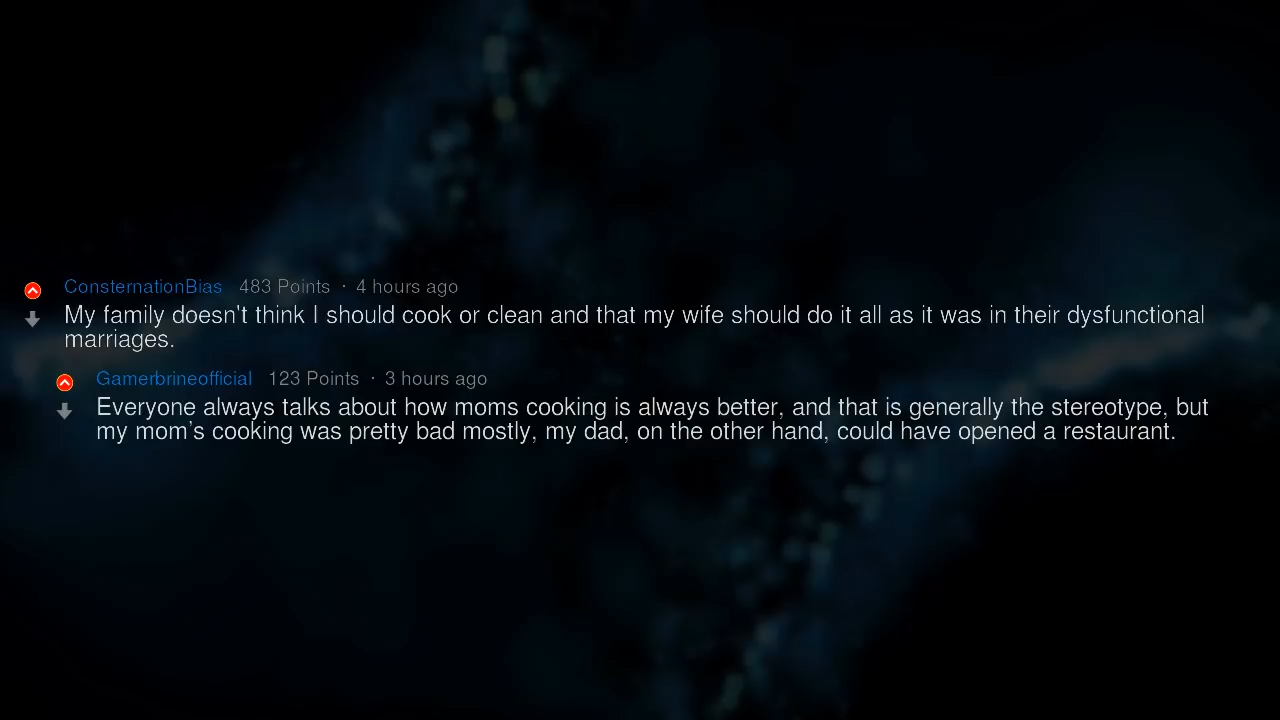 ConsternationBias 483 Points · 4 hours ago
My family doesn't think I should cook or clean and that my wife should do it all as it was in their dysfunctional
marriages.
Gamerbrineofficial 123 Points · 3 hours ago
Everyone always talks about how moms cooking is always better, and that is generally the stereotype, but
my mom’s cooking was pretty bad mostly, my dad, on the other hand, could have opened a restaurant.